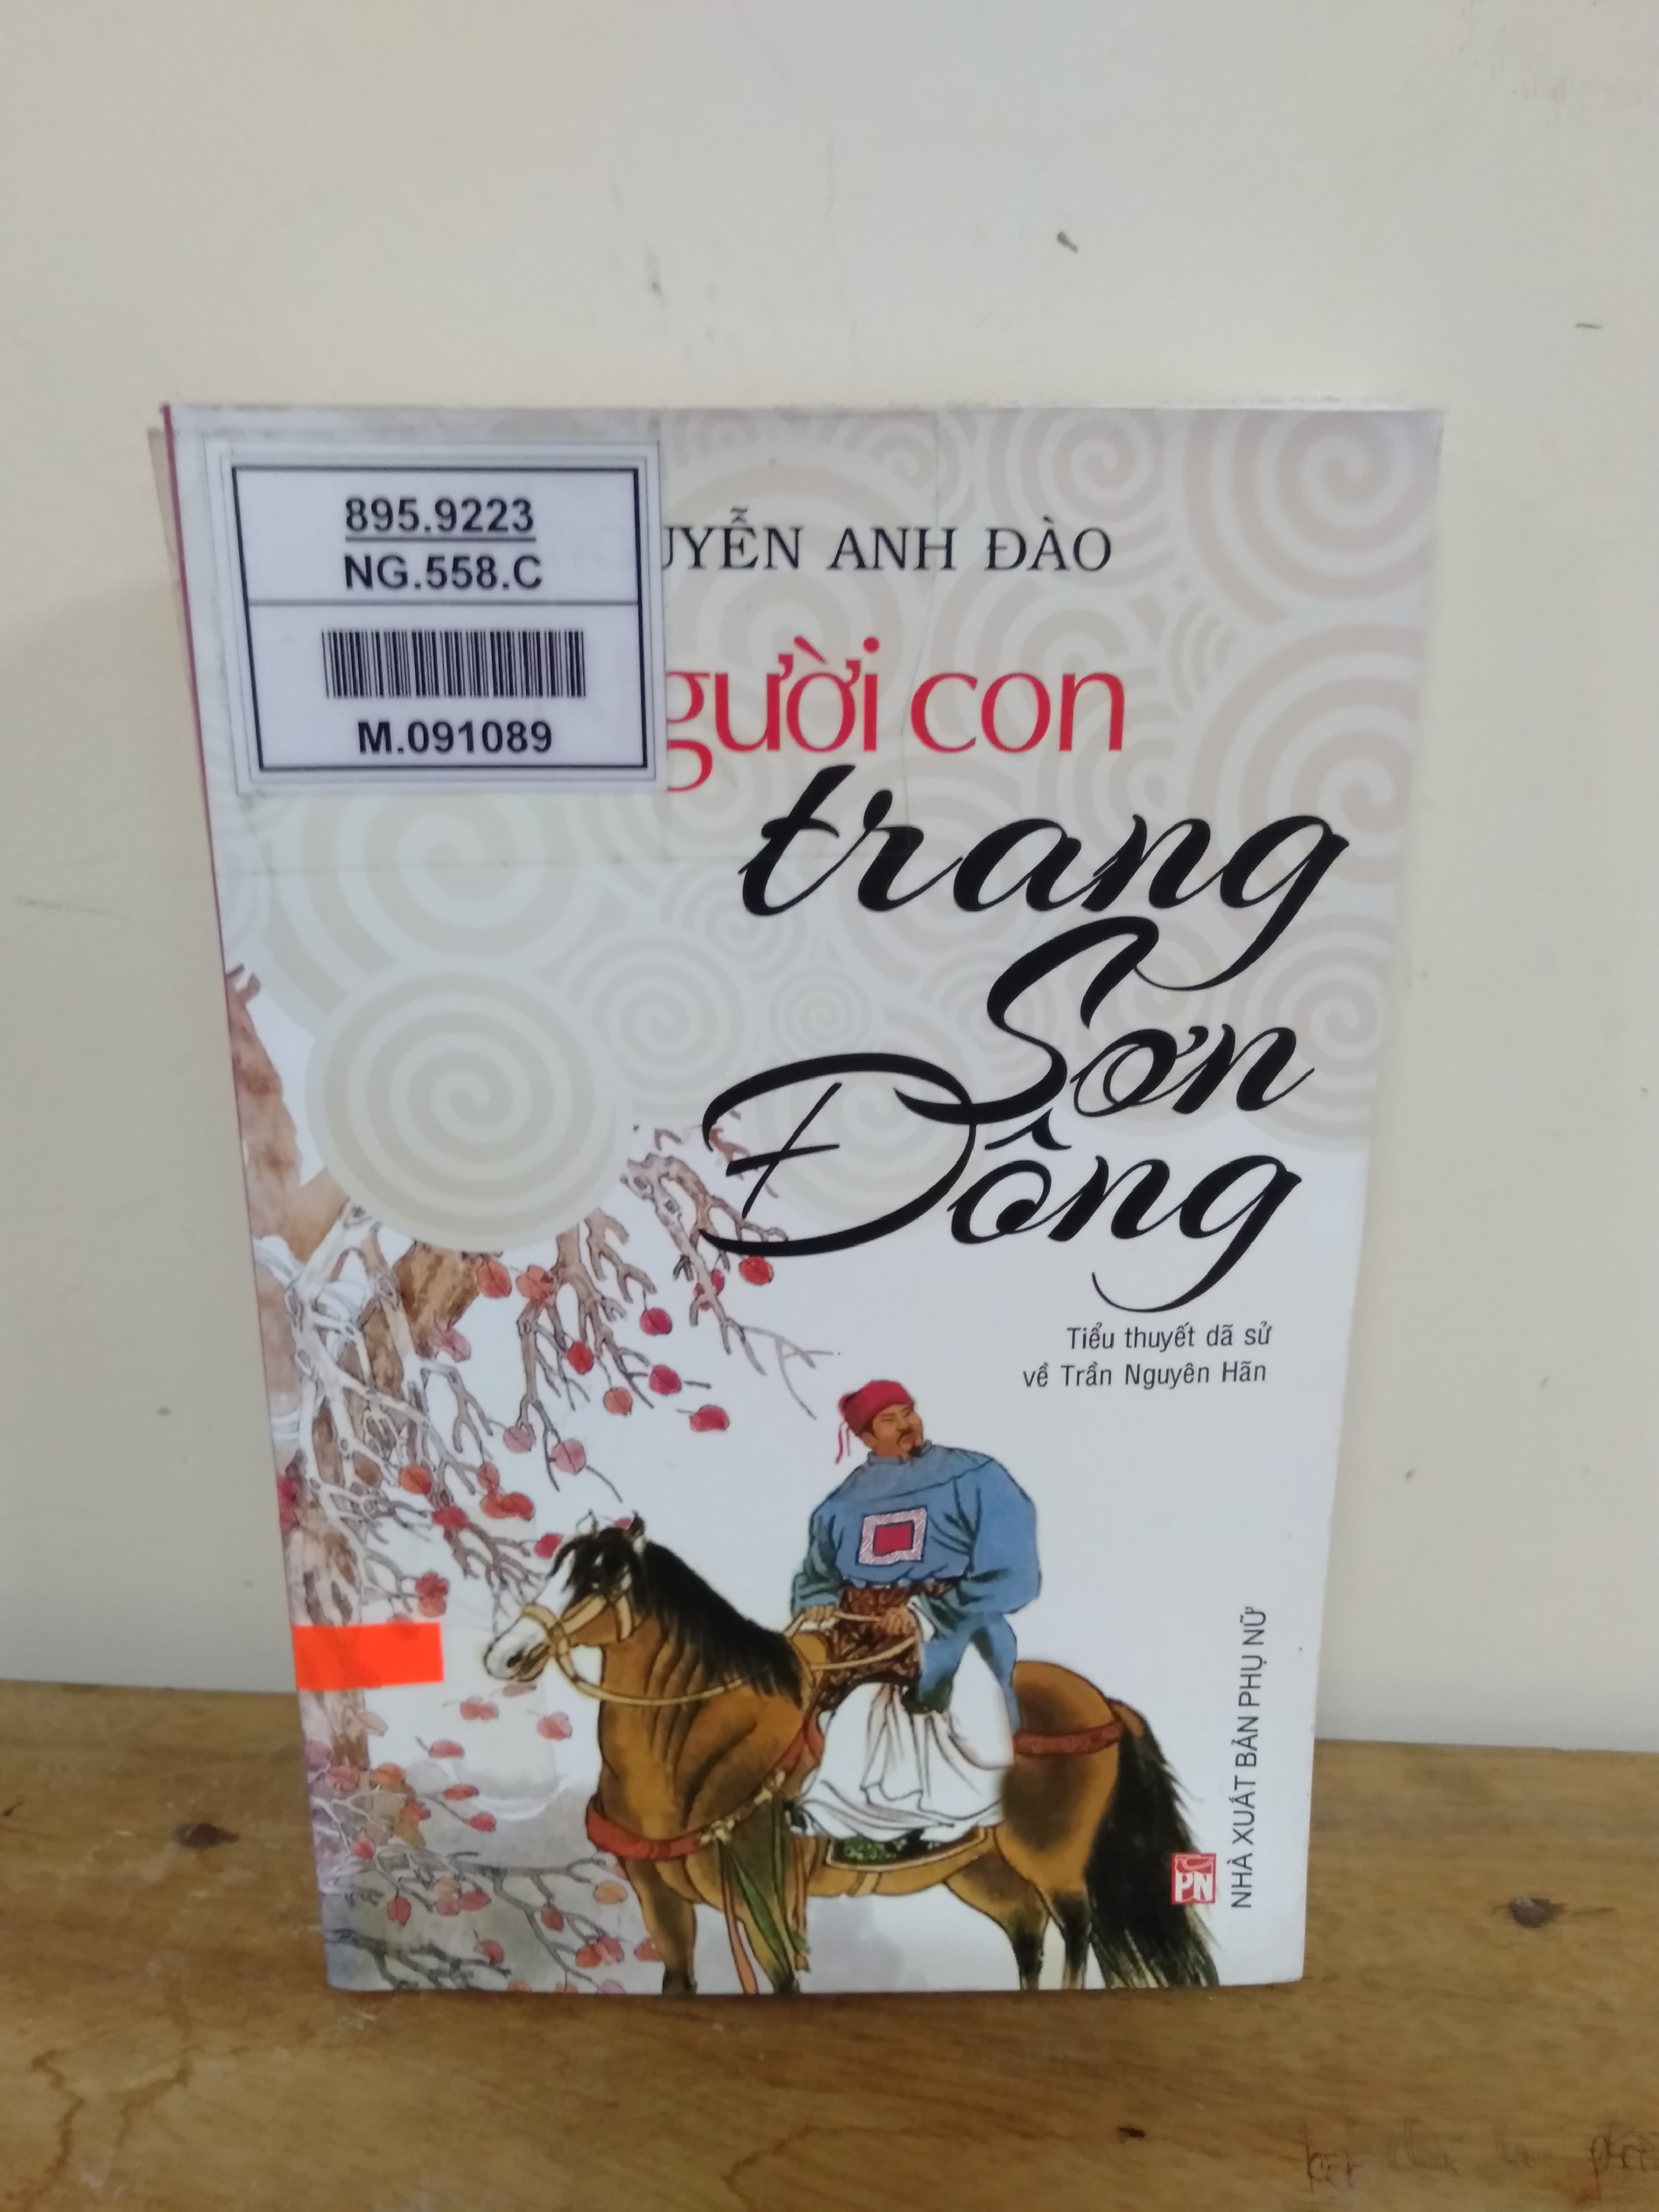 895.9223
NG.558.C
M.091089
UYỄN ANH ĐÀO
gười con
trang
Sơn
Đông
Tiểu thuyết dã sử
về Trần Nguyên Hãn
PN
NHÀ XUẤT BẢN PHỤ NỮ